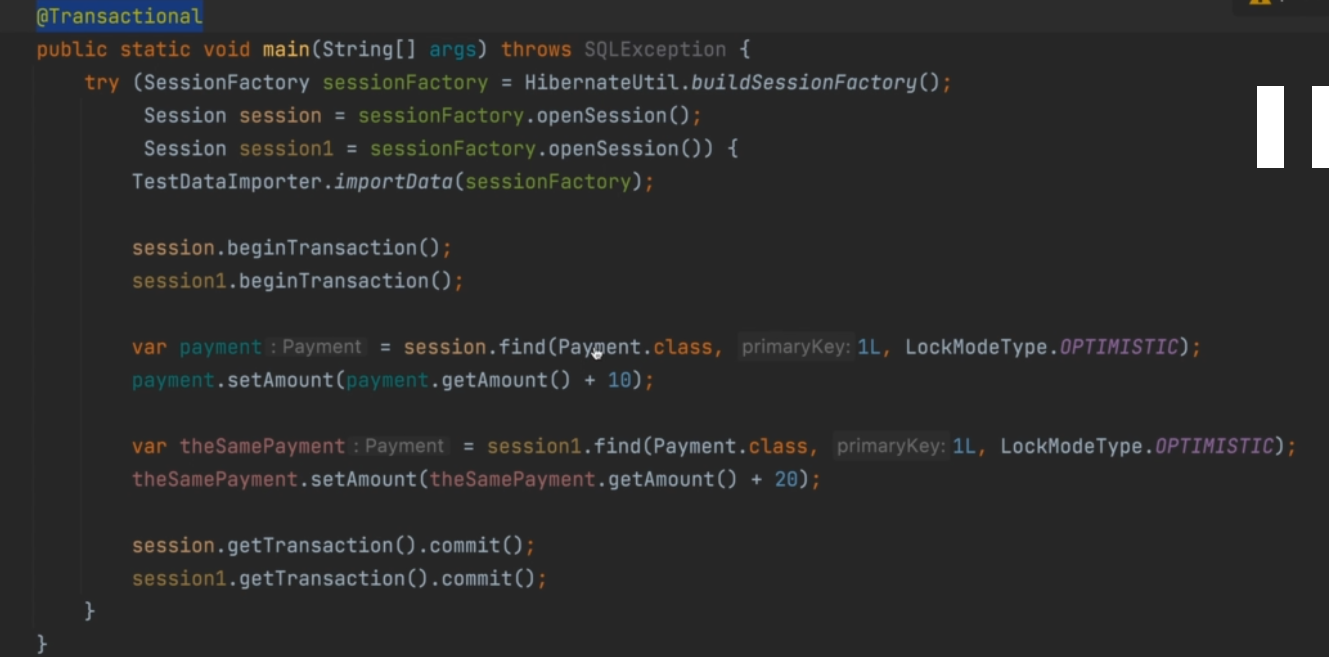 @Transactional
public static void main(String[] args) throws SQLException {
try (SessionFactory sessionFactory = HibernateUtil.buildSessionFactory();
Session session = sessionFactory.openSession();
Session session1 = sessionFactory.openSession()) {
TestDataImporter.importData(sessionFactory);
session.beginTransaction();
session1.beginTransaction();
var payment : Payment = session.find(Payment.class, primaryKey: 1L, LockModeType.OPTIMISTIC);
payment.setAmount(payment.getAmount() + 10);
var theSamePayment : Payment = session1.find(Payment.class, primaryKey: 1L, LockModeType.OPTIMISTIC);
theSamePayment.setAmount(theSamePayment.getAmount() + 20);
session.getTransaction().commit();
session1.getTransaction().commit();
}
}